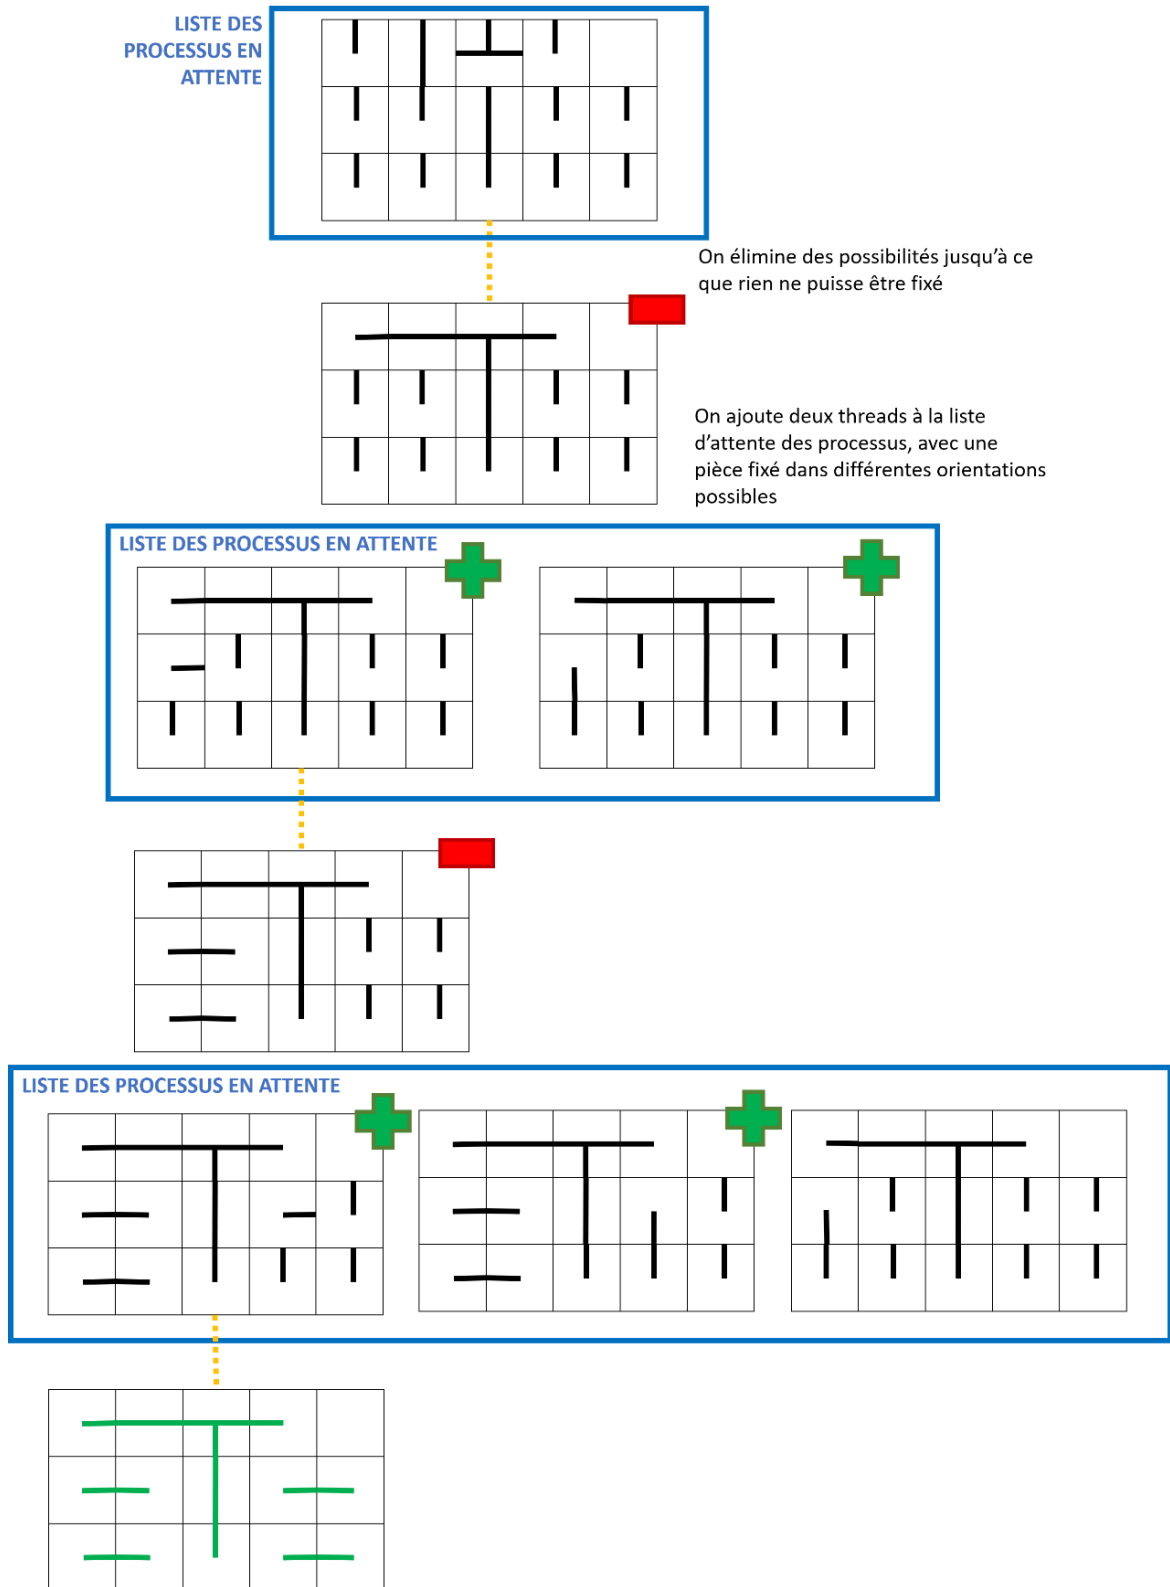 LISTE DES
PROCESSUS EN
ATTENTE
On élimine des possibilités jusqu'à ce
que rien ne puisse être fixé
On ajoute deux threads à la liste
d'attente des processus, avec une
pièce fixé dans différentes orientations
possibles
LISTE DES PROCESSUS EN ATTENTE
LISTE DES PROCESSUS EN ATTENTE